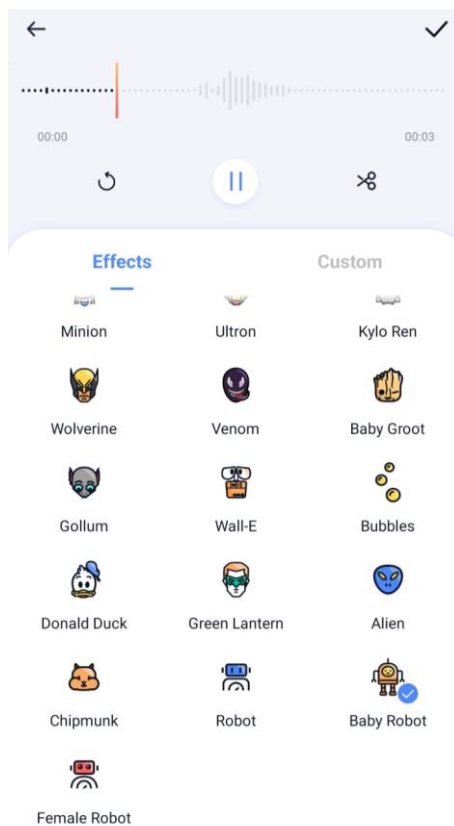 00:00 00:03
Effects Custom
Minion Ultron Kylo Ren
Wolverine Venom Baby Groot
Gollum Wall-E Bubbles
Donald Duck Green Lantern Alien
Chipmunk Robot Baby Robot
Female Robot